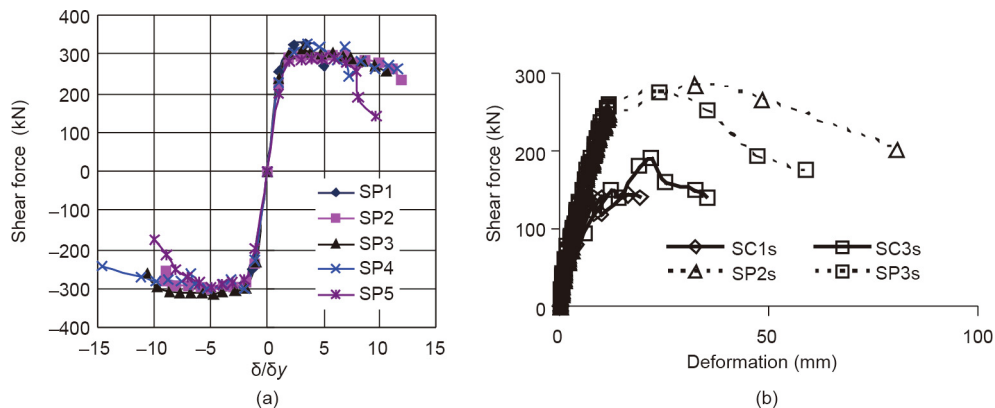 (a)
Shear force (kN)
400
300
200
100
0
−100
−200
−300
−400
−15
−10
−5
0
5
10
15
δ/δy
SP1
SP2
SP3
SP4
SP5
(b)
Shear force (kN)
300
200
100
0
0
50
100
Deformation (mm)
SC1s
SC3s
SP2s
SP3s